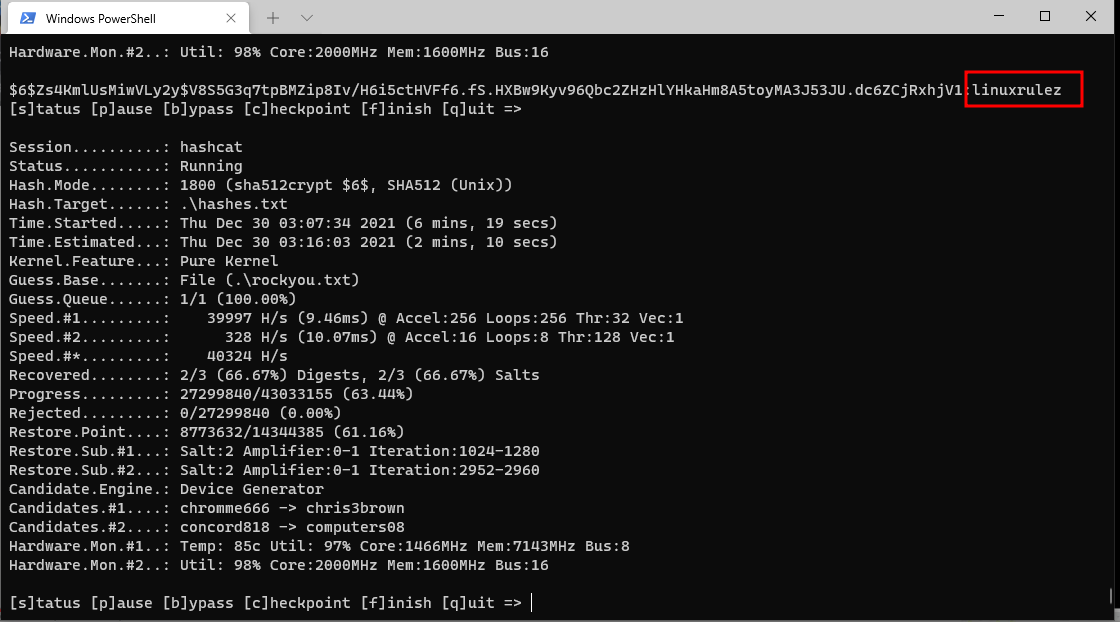 Windows PowerShell
Hardware.Mon.#2..: Util: 98% Core:2000MHz Mem:1600MHz Bus:16
$6$Zs4KmlUsMiwVLy2y$V8S5G3q7tpBMZip8Iv/H6i5ctHVFf6.fS.HXBw9Kyv96Qbc2ZHzHlYHkaHm8A5toyMA3J53JU.dc6ZCjRxhjV1:linuxrulez
[s]tatus [p]ause [b]ypass [c]heckpoint [f]inish [q]uit =>
Session..........: hashcat
Status...........: Running
Hash.Mode........: 1800 (sha512crypt $6$, SHA512 (Unix))
Hash.Target......: .\hashes.txt
Time.Started.....: Thu Dec 30 03:07:34 2021 (6 mins, 19 secs)
Time.Estimated...: Thu Dec 30 03:16:03 2021 (2 mins, 10 secs)
Kernel.Feature...: Pure Kernel
Guess.Base.......: File (.\rockyou.txt)
Guess.Queue......: 1/1 (100.00%)
Speed.#1.........:    39997 H/s (9.46ms) @ Accel:256 Loops:256 Thr:32 Vec:1
Speed.#2.........:      328 H/s (10.07ms) @ Accel:16 Loops:8 Thr:128 Vec:1
Speed.#*.........:    40324 H/s
Recovered........: 2/3 (66.67%) Digests, 2/3 (66.67%) Salts
Progress.........: 27299840/43033155 (63.44%)
Rejected.........: 0/27299840 (0.00%)
Restore.Point....: 8773632/14344385 (61.16%)
Restore.Sub.#1...: Salt:2 Amplifier:0-1 Iteration:1024-1280
Restore.Sub.#2...: Salt:2 Amplifier:0-1 Iteration:2952-2960
Candidate.Engine.: Device Generator
Candidates.#1....: chromme666 -> chris3brown
Candidates.#2....: concord818 -> computers08
Hardware.Mon.#1..: Temp: 85c Util: 97% Core:1466MHz Mem:7143MHz Bus:8
Hardware.Mon.#2..: Util: 98% Core:2000MHz Mem:1600MHz Bus:16
[s]tatus [p]ause [b]ypass [c]heckpoint [f]inish [q]uit =>